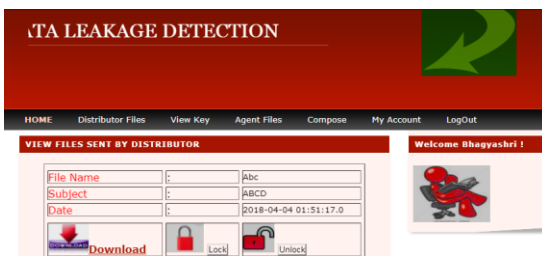 ATA LEAKAGE DETECTION
HOME Distributor Files View Key Agent Files Compose My Account LogOut
VIEW FILES SENT BY DISTRIBUTOR
Welcome Bhagyashri !
File Name : Abc
Subject : ABCD
Date : 2018-04-04 01:51:17.0
DOWNLOAD Download Lock Unlock